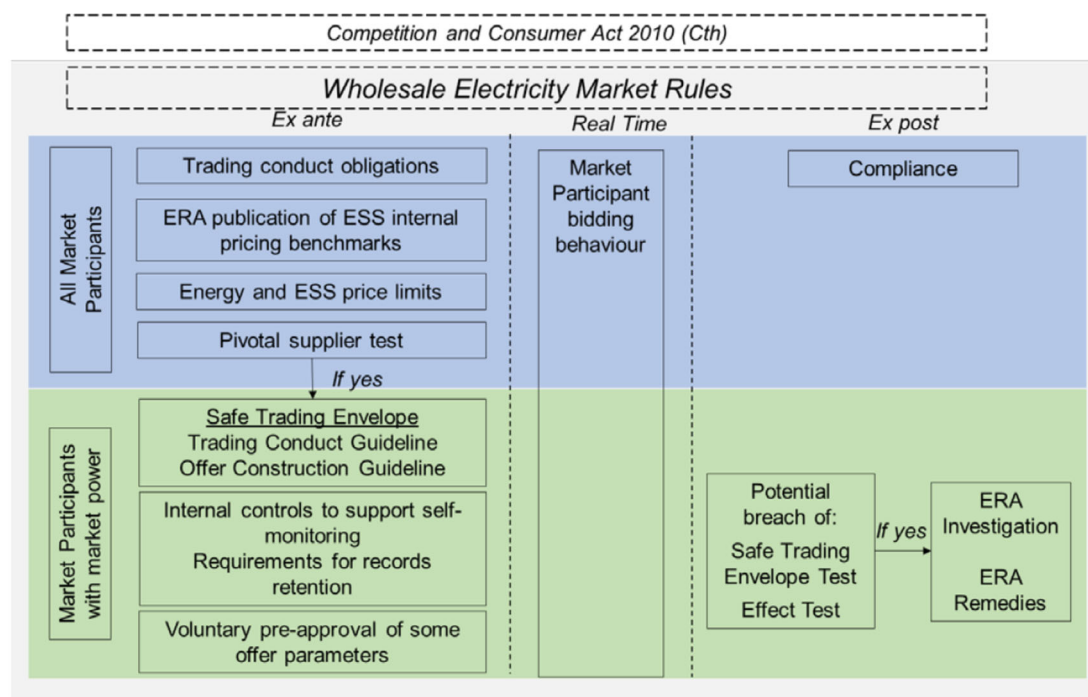 Competition and Consumer Act 2010 (Cth)
Wholesale Electricity Market Rules
Ex ante
Real Time
Ex post
All Market
Participants
Trading conduct obligations
ERA publication of ESS internal
pricing benchmarks
Energy and ESS price limits
Pivotal supplier test
If yes
Market
Participant
bidding
behaviour
Compliance
Market Participants
with market power
Safe Trading Envelope
Trading Conduct Guideline
Offer Construction Guideline
Internal controls to support self-
monitoring
Requirements for records
retention
Voluntary pre-approval of some
offer parameters
Potential
breach of:
Safe Trading
Envelope Test
Effect Test
If yes
ERA
Investigation
ERA
Remedies